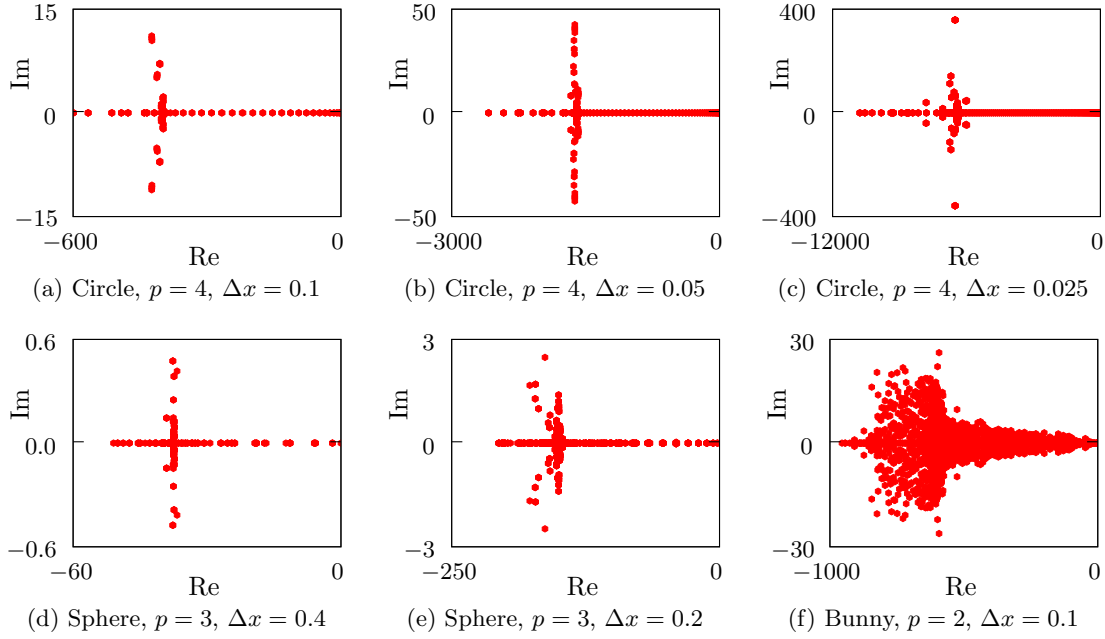 15
0
−15
Im
−600
0
Re
(a) Circle, p = 4, Δx = 0.1
50
0
−50
Im
−3000
0
Re
(b) Circle, p = 4, Δx = 0.05
400
0
−400
Im
−12000
0
Re
(c) Circle, p = 4, Δx = 0.025
0.6
0.0
−0.6
Im
−60
0
Re
(d) Sphere, p = 3, Δx = 0.4
3
0
−3
Im
−250
0
Re
(e) Sphere, p = 3, Δx = 0.2
30
0
−30
Im
−1000
0
Re
(f) Bunny, p = 2, Δx = 0.1